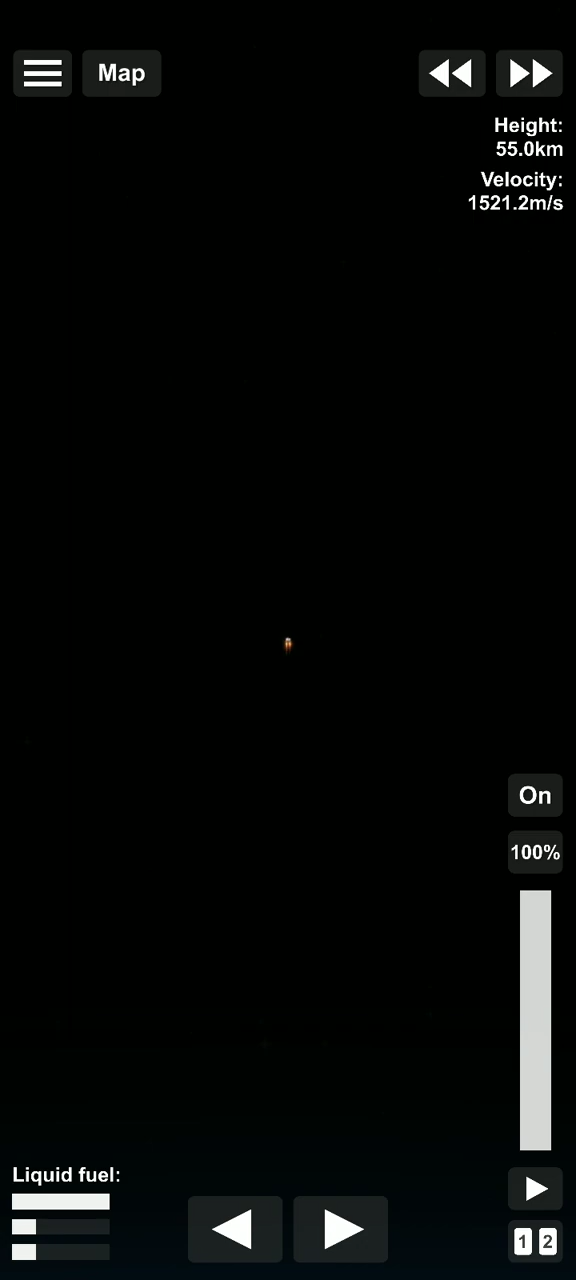 Map
Height:
55.0km
Velocity:
1521.2m/s
On
100%
Liquid fuel:
1 2